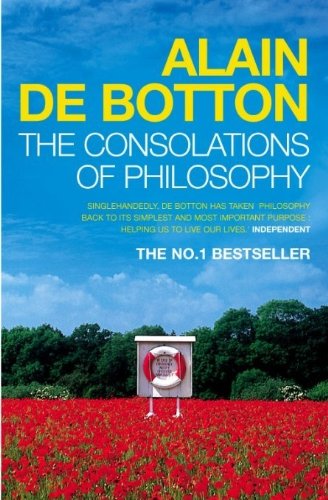 ALAIN
DE BOTTON
THE CONSOLATIONS
OF PHILOSOPHY
SINGLEHANDEDLY, DE BOTTON HAS TAKEN PHILOSOPHY
BACK TO ITS SIMPLEST AND MOST IMPORTANT PURPOSE :
HELPING US TO LIVE OUR LIVES.' INDEPENDENT
THE NO.1 BESTSELLER